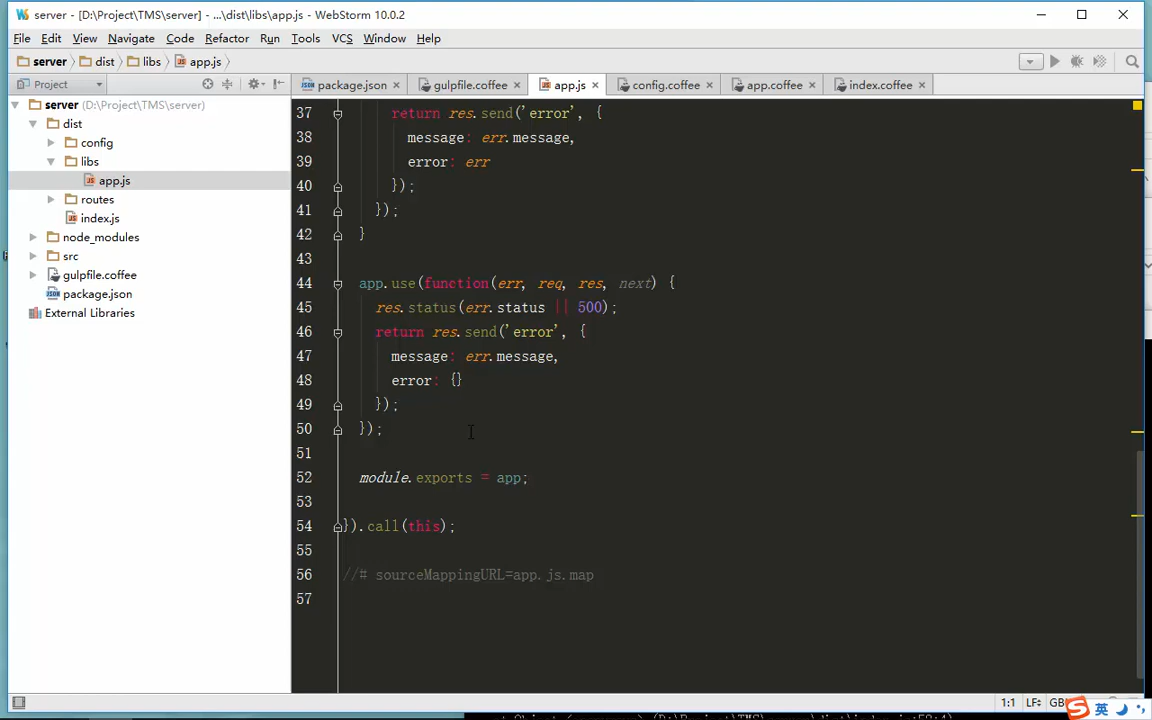 server - [D:\Project\TMS\server] - ...\dist\libs\app.js - WebStorm 10.0.2
File Edit View Navigate Code Refactor Run Tools VCS Window Help
server dist libs app.js
Project package.json gulpfile.coffee app.js config.coffee app.coffee index.coffee
server (D:\Project\TMS\server)
dist
config
libs
app.js
routes
index.js
node_modules
src
gulpfile.coffee
package.json
External Libraries
37 return res.send('error', {
38 message: err.message,
39 error: err
40 });
41 });
42 }
43
44 app.use(function(err, req, res, next) {
45 res.status(err.status || 500);
46 return res.send('error', {
47 message: err.message,
48 error: {}
49 });
50 });
51
52 module.exports = app;
53
54 }).call(this);
55
56 //# sourceMappingURL=app.js.map
57
1:1 LF÷ GB 英